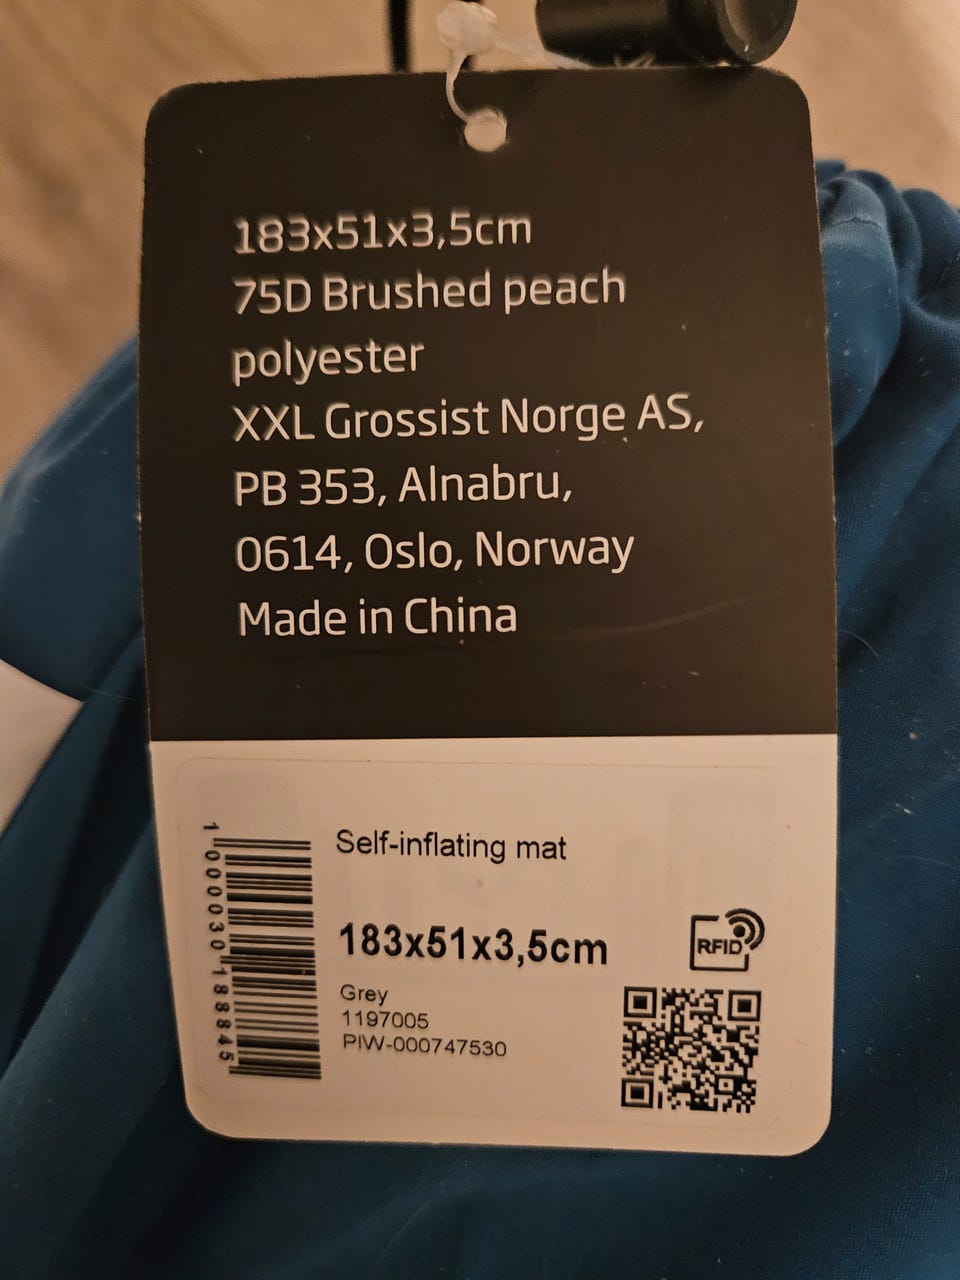 183x51x3,5cm
75D Brushed peach
polyester
XXL Grossist Norge AS,
PB 353, Alnabru,
0614, Oslo, Norway
Made in China
1 000030 188845
Self-inflating mat
183x51x3,5cm
RFID
Grey
1197005
PIW-000747530